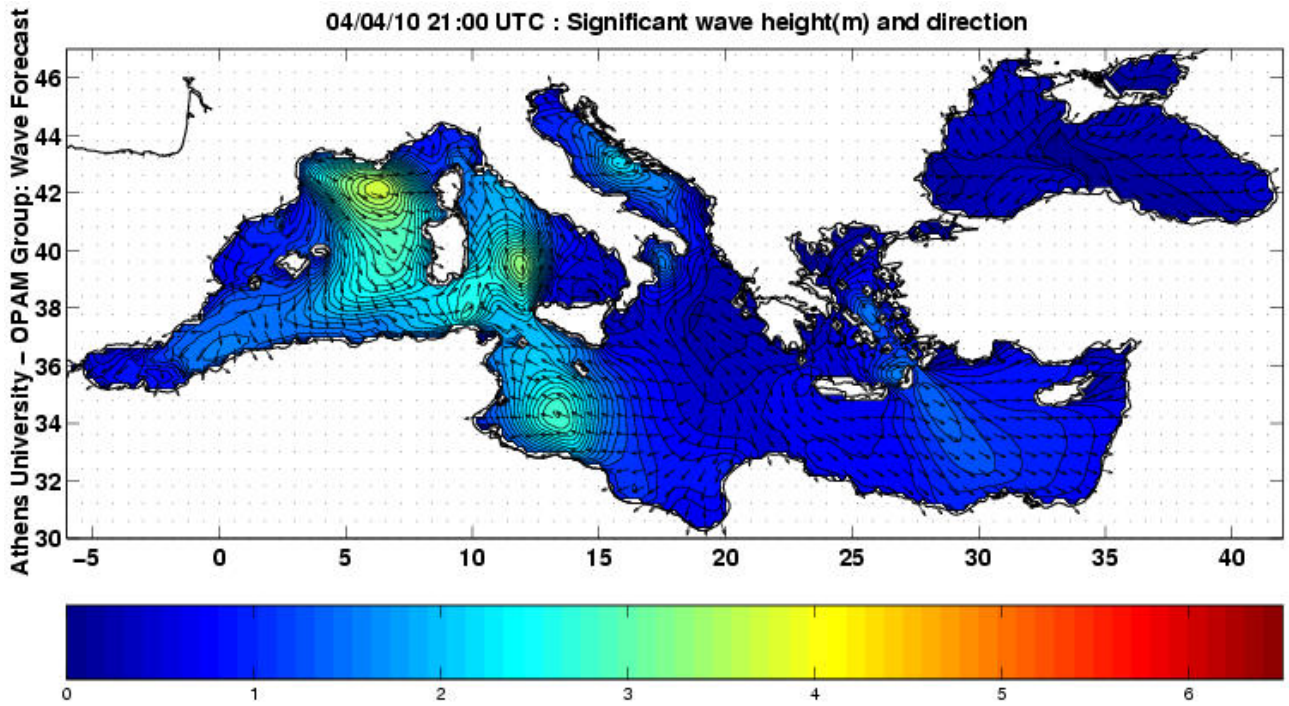 04/04/10 21:00 UTC : Significant wave height(m) and direction
Athens University – OPAM Group: Wave Forecast
46
44
42
40
38
36
34
32
30
−5 0 5 10 15 20 25 30 35 40
0 1 2 3 4 5 6